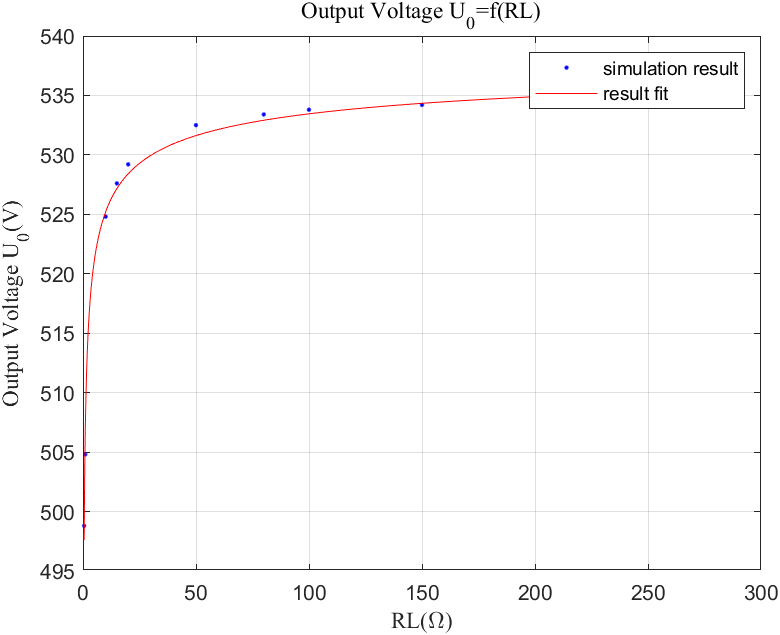 Output Voltage U0=f(RL)
simulation result
result fit
540
535
530
525
520
515
510
505
500
495
Output Voltage U0(V)
0 50 100 150 200 250 300
RL(Ω)